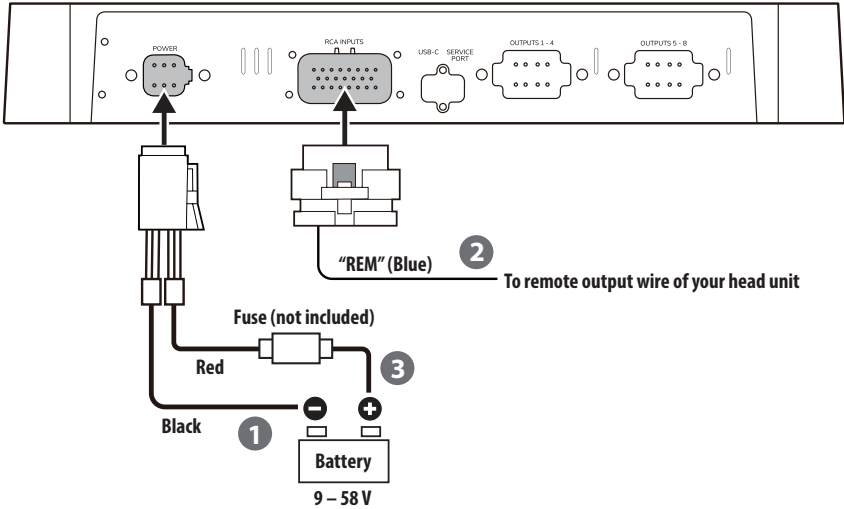 POWER
RCA INPUTS
USB-C
SERVICE
PORT
OUTPUTS 1 - 4
OUTPUTS 5 - 8
2
“REM” (Blue)
To remote output wire of your head unit
Fuse (not included)
Red
3
Black
1
Battery
9 – 58 V